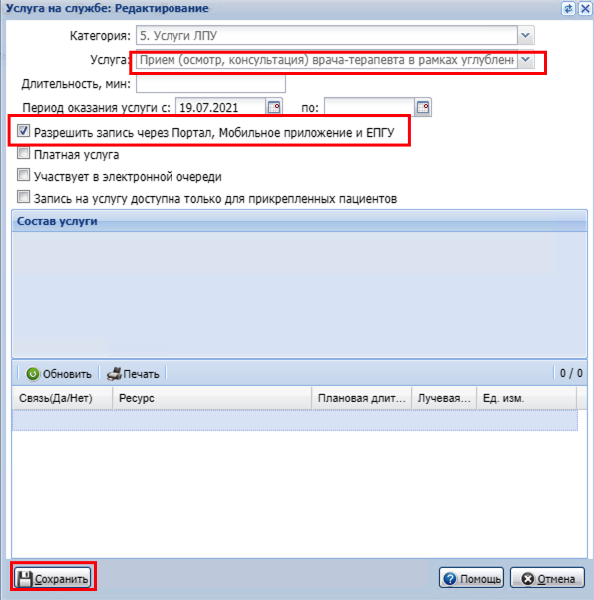 Услуга на службе: Редактирование
Категория: 5. Услуги ЛПУ
Услуга: Прием (осмотр, консультация) врача-терапевта в рамках углублен
Длительность, мин:
Период оказания услуги с: 19.07.2021 по:
Разрешить запись через Портал, Мобильное приложение и ЕПГУ
Платная услуга
Участвует в электронной очереди
Запись на услугу доступна только для прикрепленных пациентов
Состав услуги
Обновить Печать 0 / 0
Связь(Да/Нет) Ресурс Плановая длит... Лучевая... Ед. изм.
Сохранить Помощь Отмена